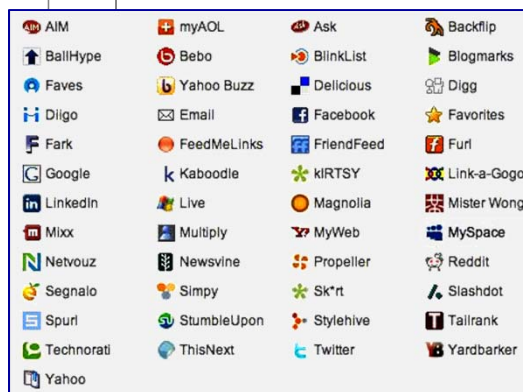 AIM myAOL Ask Backflip
BallHype Bebo BlinkList Blogmarks
Faves Yahoo Buzz Delicious Digg
Diigo Email Facebook Favorites
Fark FeedMeLinks FriendFeed Furl
Google Kaboodle kIRTSY Link-a-Gogo
LinkedIn Live Magnolia Mister Wong
Mixx Multiply MyWeb MySpace
Netvouz Newsvine Propeller Reddit
Segnalo Simpy Sk*rt Slashdot
Spurl StumbleUpon Stylehive Tailrank
Technorati ThisNext Twitter Yardbarker
Yahoo